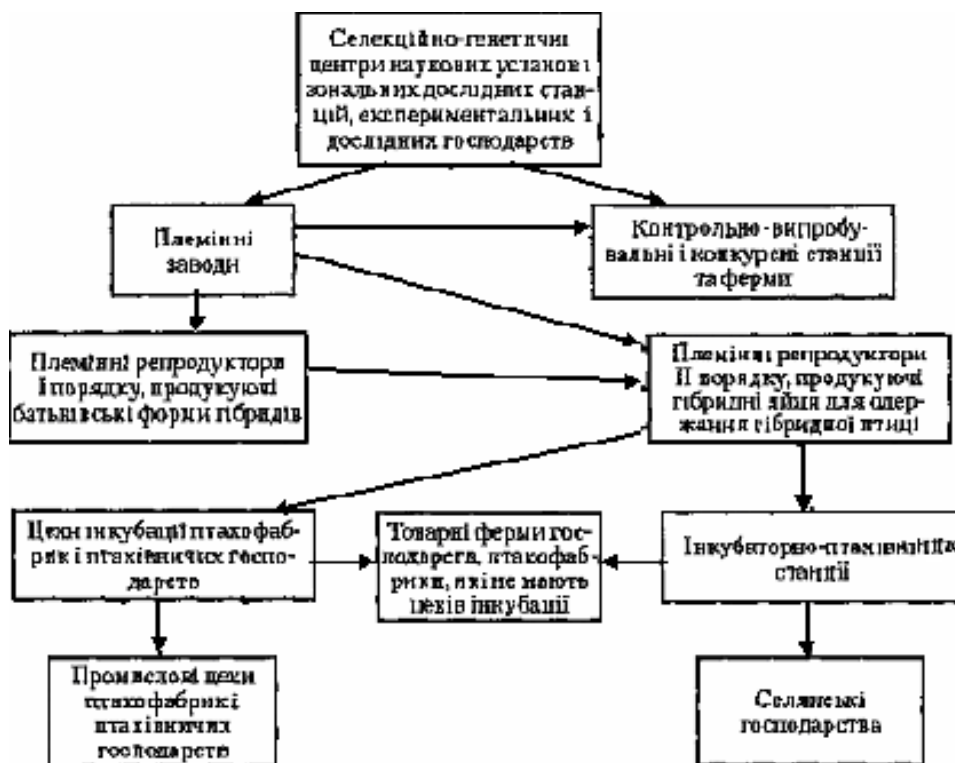 Селекційно-генетичні
центри наукових установ і
зональних дослідних стан-
цій, експериментальних і
дослідних господарств
Племінні
заводи
Контрольно-випробу-
вальні і конкурсні станції
та ферми
Племінні репродуктори
І порядку, продукуючі
батьківські форми гібридів
Племінні репродуктори
ІІ порядку, продукуючі
гібридні яйця для одер-
жання гібридної птиці
Цехи інкубації птахофаб-
рик і птахівничих госпо-
дарств
Товарні ферми гос-
подарств, птахофаб-
рики, які не мають
цехів інкубації
Інкубаторно-птахівничі
станції
Промислові цехи
птахофабрик і
птахівничих
господарств
Селянські
господарства